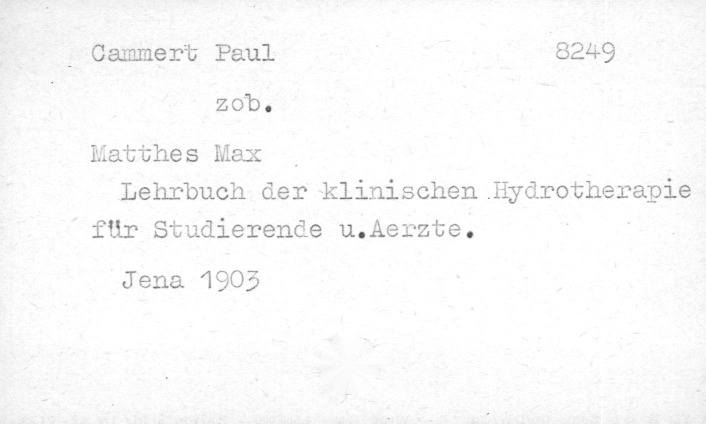 Cammert Paul 8249
zob.
Matthes Max
Lehrbuch der klinischen Hydrotherapie
für Studierende u.Aerzte.
Jena 1903